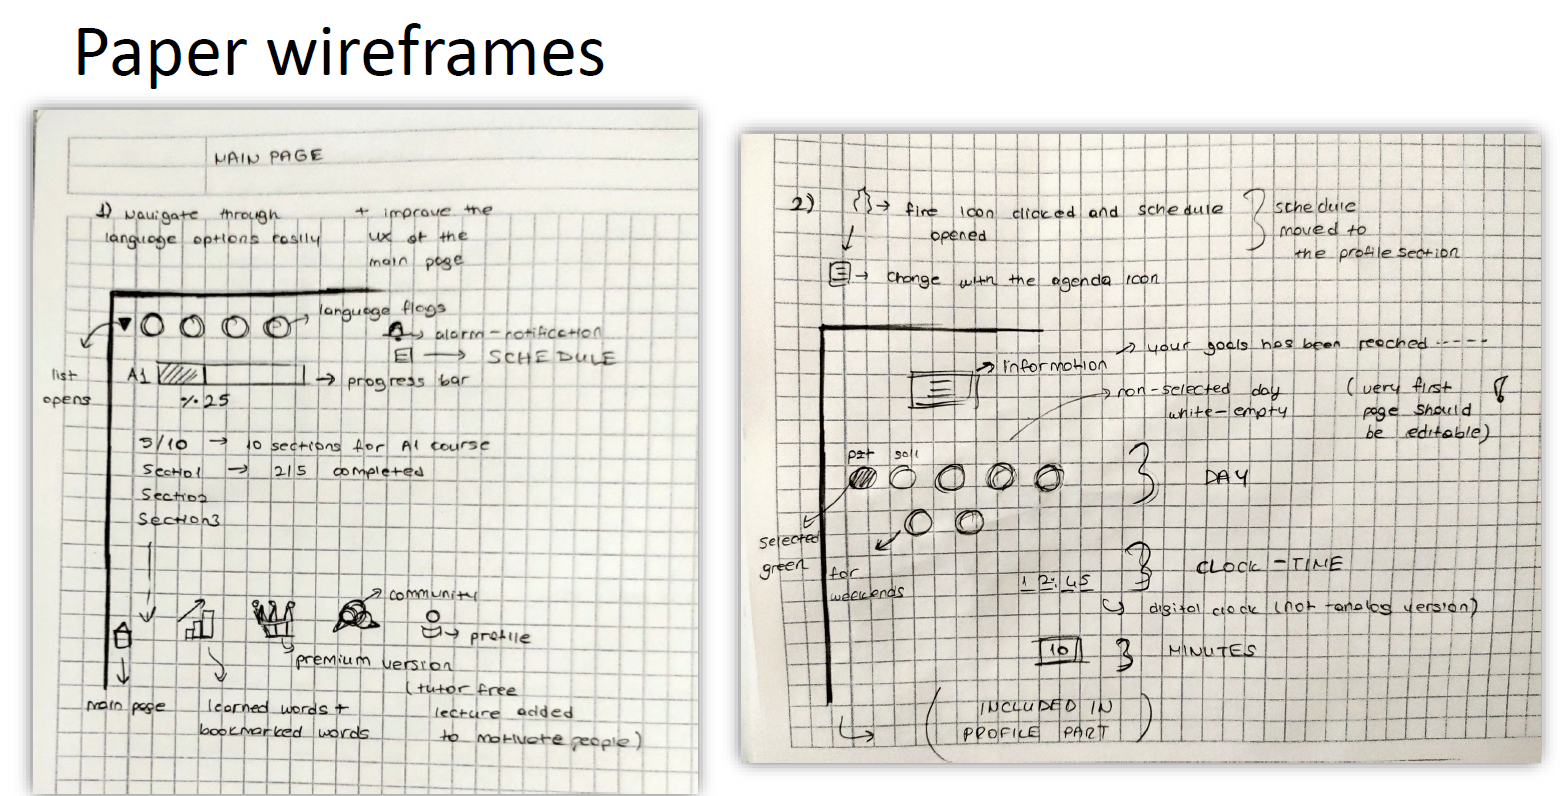 Paper wireframes
MAIN PAGE
1) Navigate through
language options easily
+ improve the
ux of the
main page
language flags
alarm-notification
SCHEDULE
list
opens
A1
progress bar
%.25
3/10 → 10 sections for A1 course
Sectio1 → 2/5 completed
Sectio2
Section3
community
profile
premium version
(tutor free
lecture added
to motivate people)
main page
learned words +
bookmarked words
2)
fire icon clicked and schedule
opened
schedule
moved to
the profile section
change with the agenda icon
your goals has been reached -----
information
non-selected day
white-empty
(very first
page should
be editable)
!
pzt
salı
DAY
selected
green
for
weekends
12:45
CLOCK-TIME
digital clock (not analog version)
10
MINUTES
(INCLUDED IN
PROFILE PART)